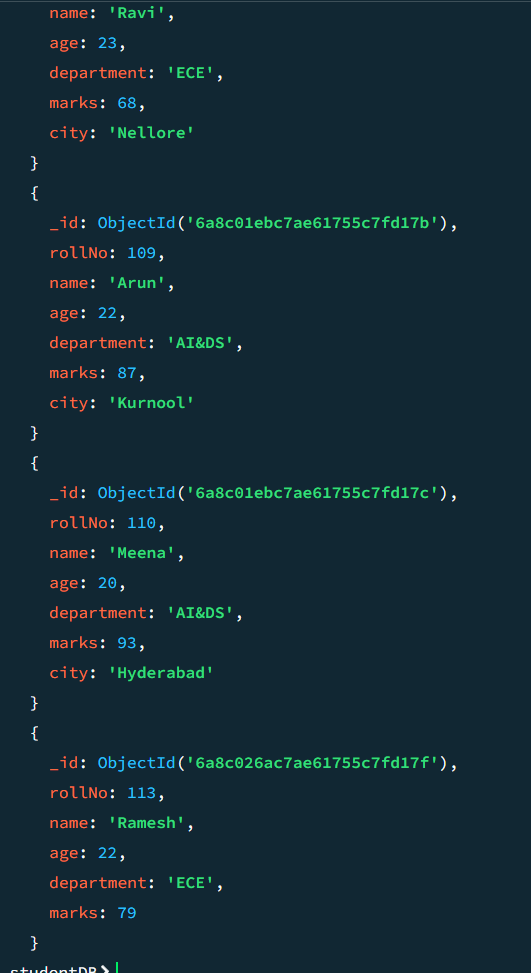 name: 'Ravi',
age: 23,
department: 'ECE',
marks: 68,
city: 'Nellore'
}
{
_id: ObjectId('6a8c01ebc7ae61755c7fd17b'),
rollNo: 109,
name: 'Arun',
age: 22,
department: 'AI&DS',
marks: 87,
city: 'Kurnool'
}
{
_id: ObjectId('6a8c01ebc7ae61755c7fd17c'),
rollNo: 110,
name: 'Meena',
age: 20,
department: 'AI&DS',
marks: 93,
city: 'Hyderabad'
}
{
_id: ObjectId('6a8c026ac7ae61755c7fd17f'),
rollNo: 113,
name: 'Ramesh',
age: 22,
department: 'ECE',
marks: 79
}
studentDB>